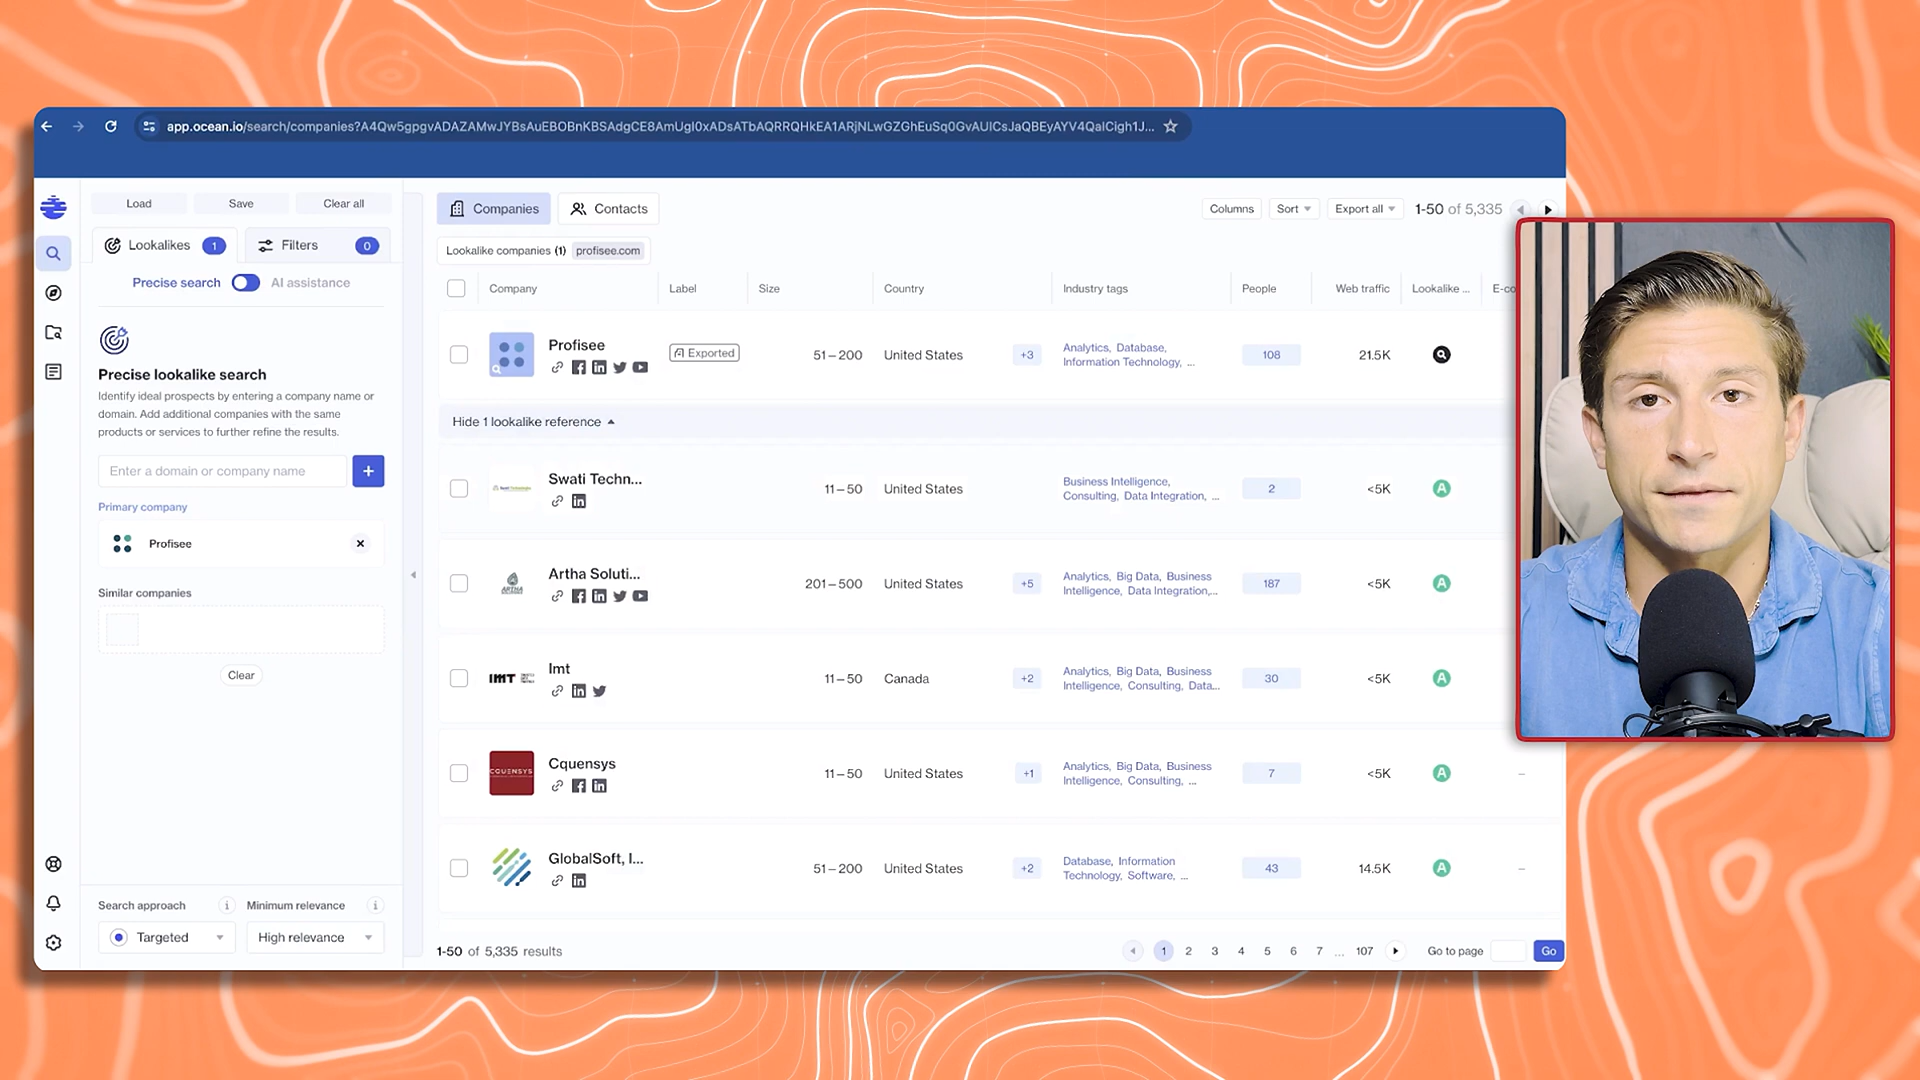 app.ocean.io/search/companies?A4Qw5gpgvADAZAMwJYBsAuEBOBnKBSAdgCE8AmUgI0xADsATbAQRRQHkEA1ARjNLwGZGhEuSq0GvAUICsJaQBEyAYV4QaICigh1J...
Load
Save
Clear all
Lookalikes 1
Filters 0
Precise search
AI assistance
Precise lookalike search
Identify ideal prospects by entering a company name or
domain. Add additional companies with the same
products or services to further refine the results.
Enter a domain or company name
+
Primary company
Profisee
Similar companies
Clear
Search approach
Minimum relevance
Targeted
High relevance
Companies
Contacts
Columns
Sort
Export all
1-50 of 5,335
Lookalike companies (1) profisee.com
Company Label Size Country Industry tags People Web traffic Lookalike ... E-co
Profisee
Exported
51–200
United States
+3
Analytics, Database,
Information Technology, ...
108
21.5K
Hide 1 lookalike reference
Swati Techn...
11–50
United States
Business Intelligence,
Consulting, Data Integration, ...
2
<5K
A
Artha Soluti...
ARTHA
201–500
United States
+5
Analytics, Big Data, Business
Intelligence, Data Integration,...
187
<5K
A
IMT
Imt
11–50
Canada
+2
Analytics, Big Data, Business
Intelligence, Consulting, Data...
30
<5K
A
CQUENSYS
Cquensys
11–50
United States
+1
Analytics, Big Data, Business
Intelligence, Consulting, ...
7
<5K
A
–
GlobalSoft, I...
51–200
United States
+2
Database, Information
Technology, Software, ...
43
14.5K
A
–
1-50 of 5,335 results
1 2 3 4 5 6 7 ... 107
Go to page
Go